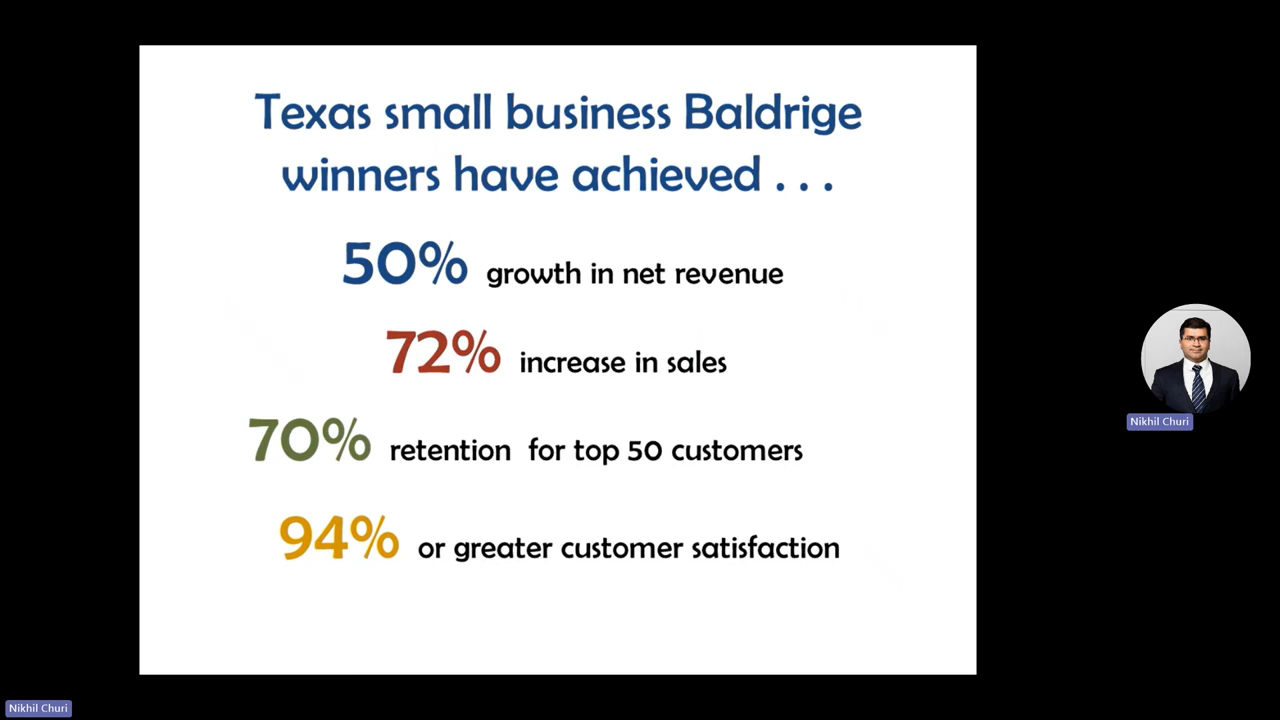 Texas small business Baldrige
winners have achieved . . .
50% growth in net revenue
72% increase in sales
70% retention for top 50 customers
94% or greater customer satisfaction
Nikhil Churi
Nikhil Churi